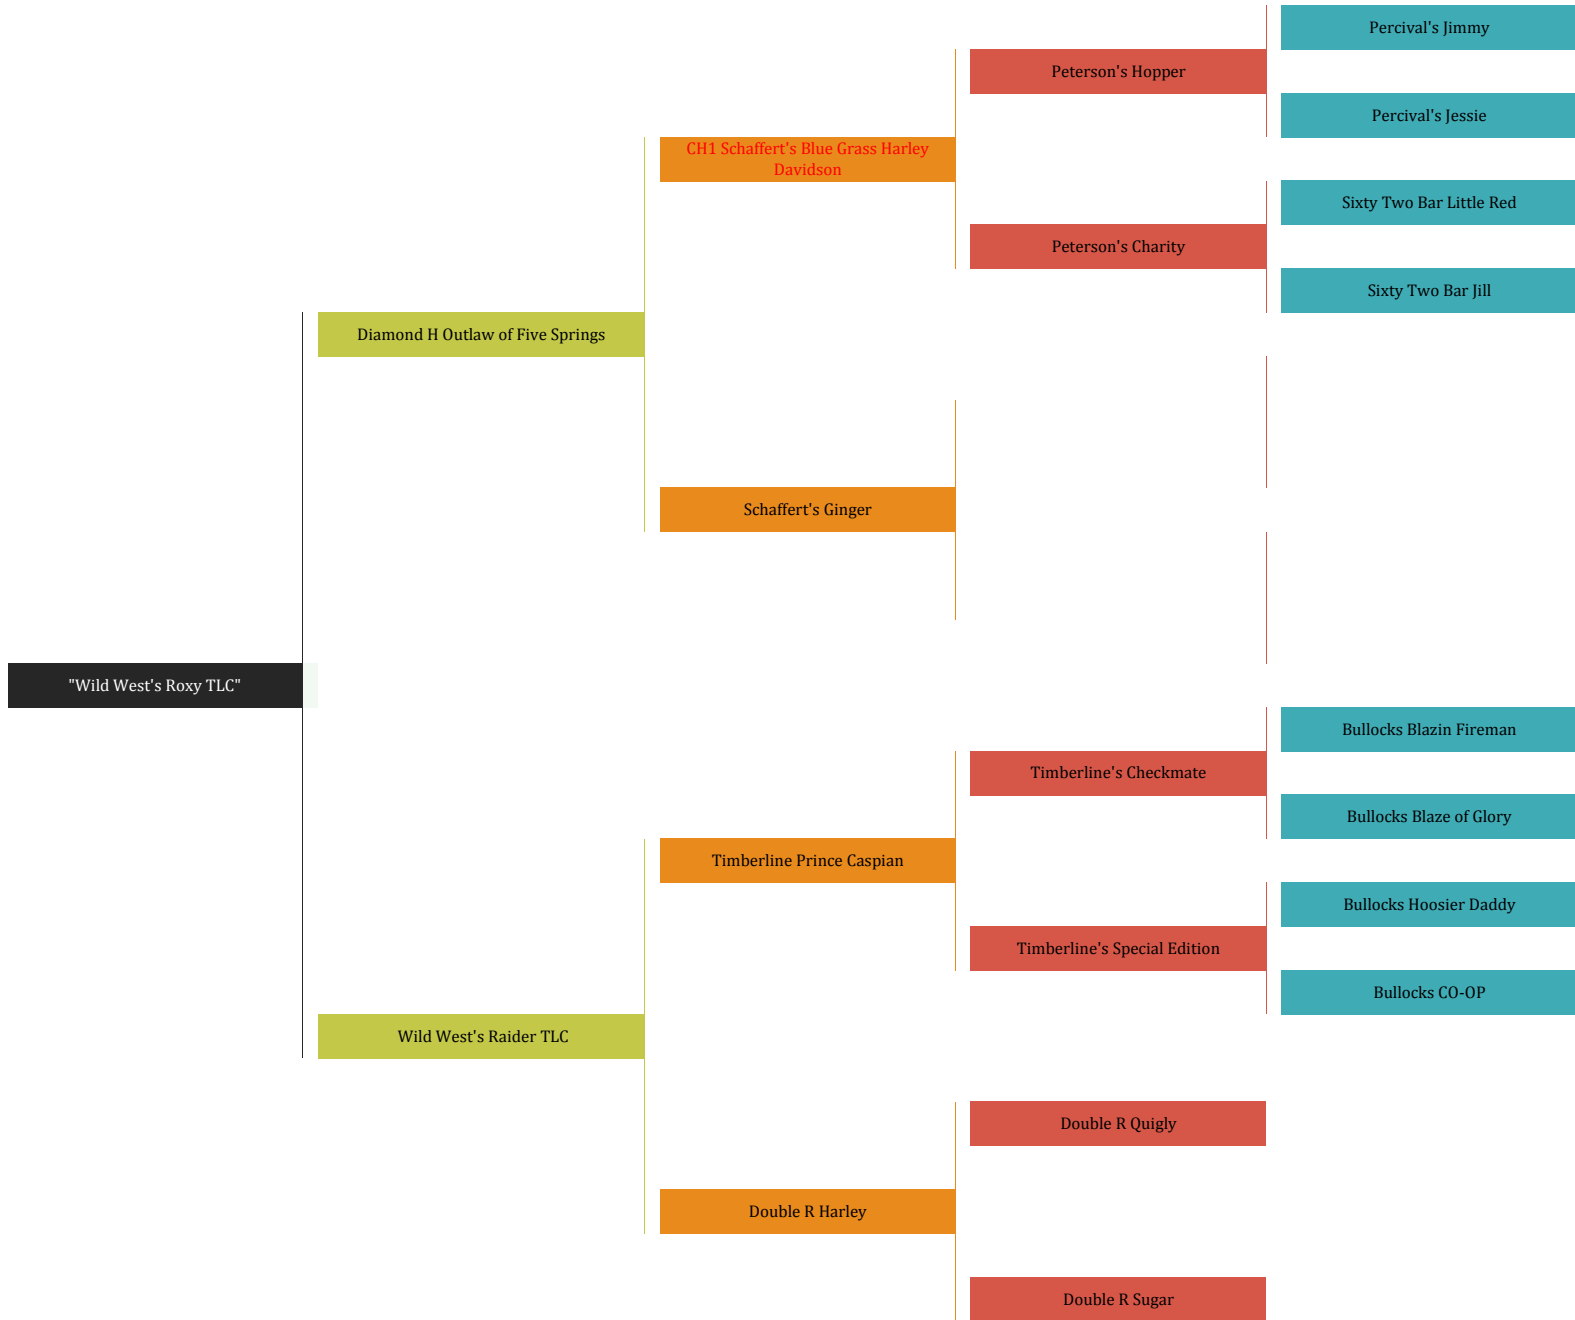 Percival's Jimmy
Peterson's Hopper
Percival's Jessie
CH1 Schaffert's Blue Grass Harley
Davidson
Sixty Two Bar Little Red
Peterson's Charity
Sixty Two Bar Jill
Diamond H Outlaw of Five Springs
Schaffert's Ginger
"Wild West's Roxy TLC"
Bullocks Blazin Fireman
Timberline's Checkmate
Bullocks Blaze of Glory
Timberline Prince Caspian
Bullocks Hoosier Daddy
Timberline's Special Edition
Bullocks CO-OP
Wild West's Raider TLC
Double R Quigly
Double R Harley
Double R Sugar